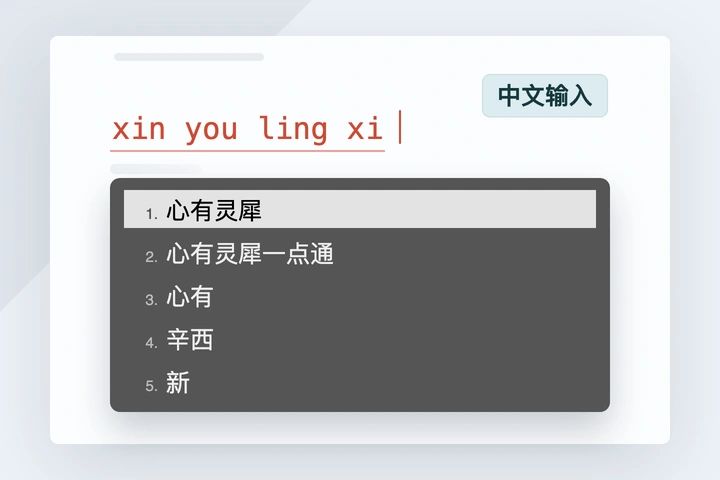 中文输入
xin you ling xi
1. 心有灵犀
2. 心有灵犀一点通
3. 心有
4. 辛西
5. 新